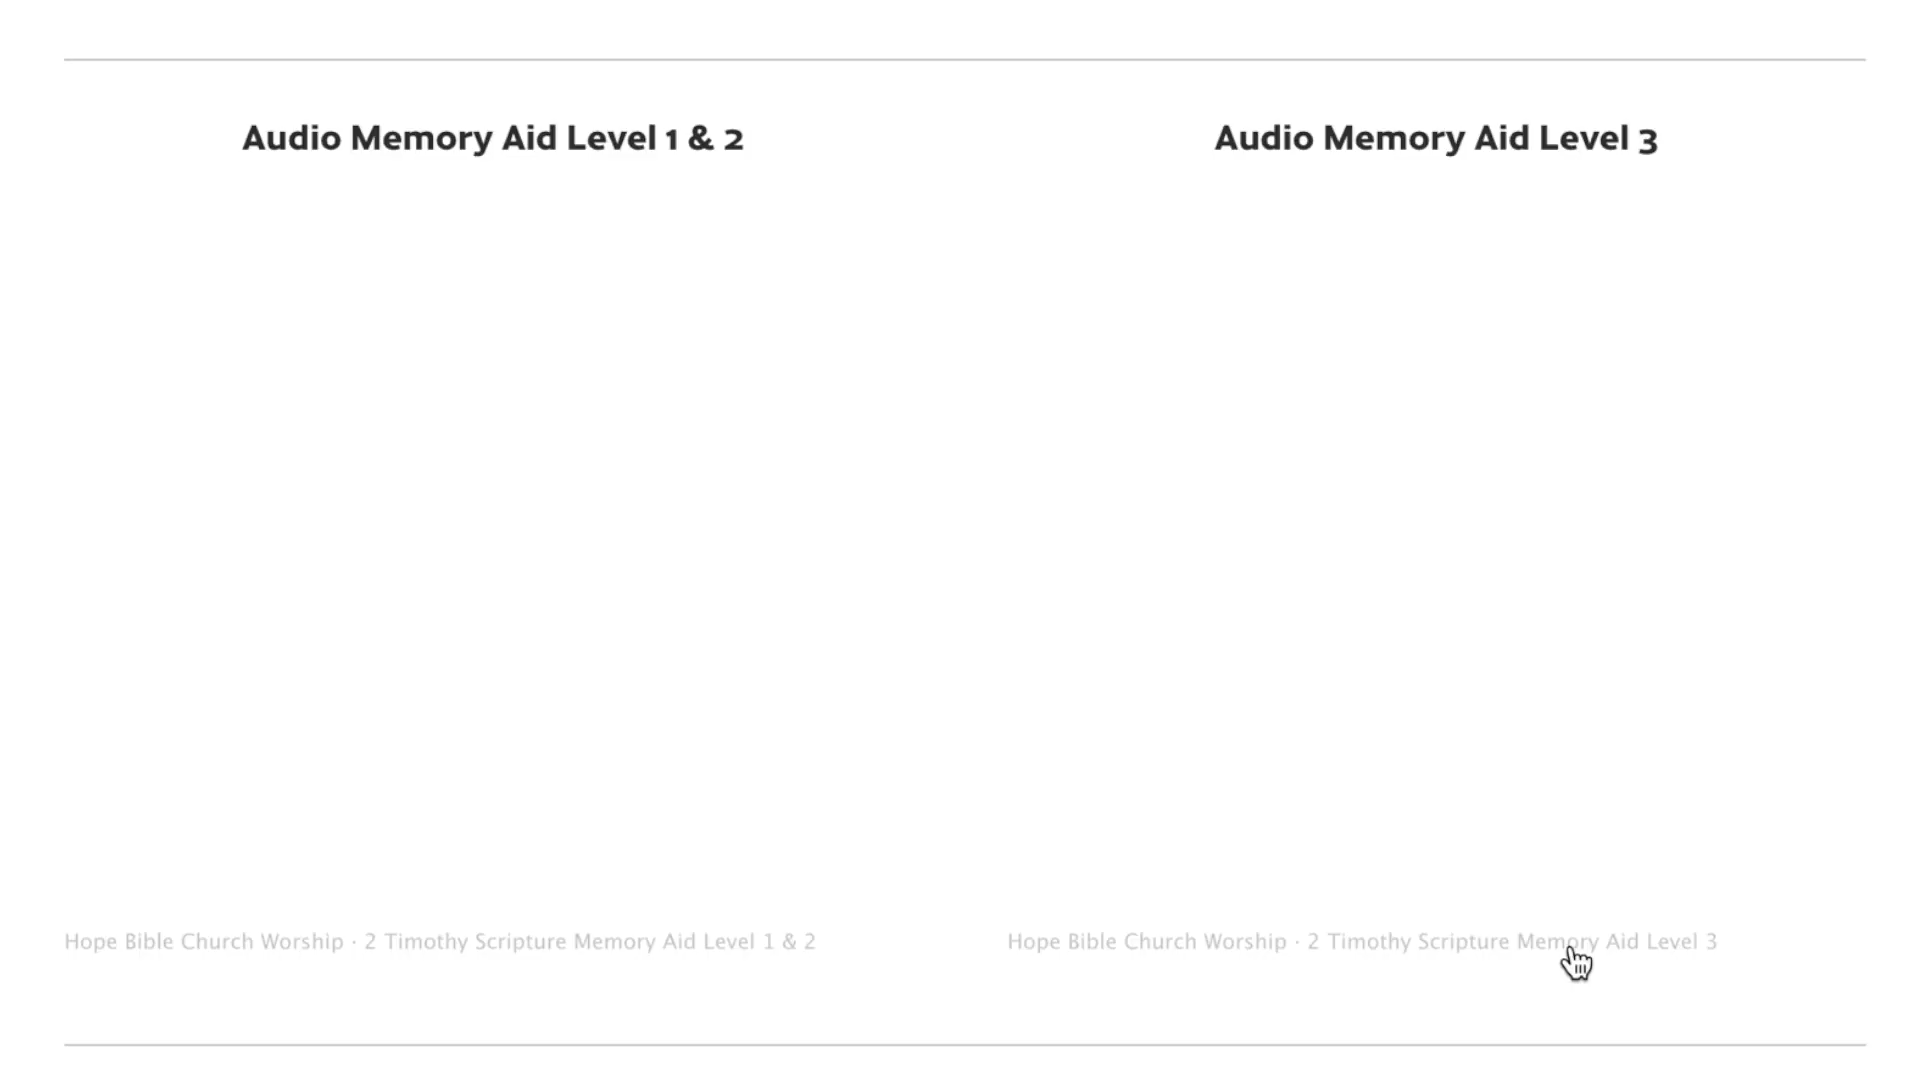 Audio Memory Aid Level 1 & 2
Audio Memory Aid Level 3
Hope Bible Church Worship · 2 Timothy Scripture Memory Aid Level 1 & 2
Hope Bible Church Worship · 2 Timothy Scripture Memory Aid Level 3